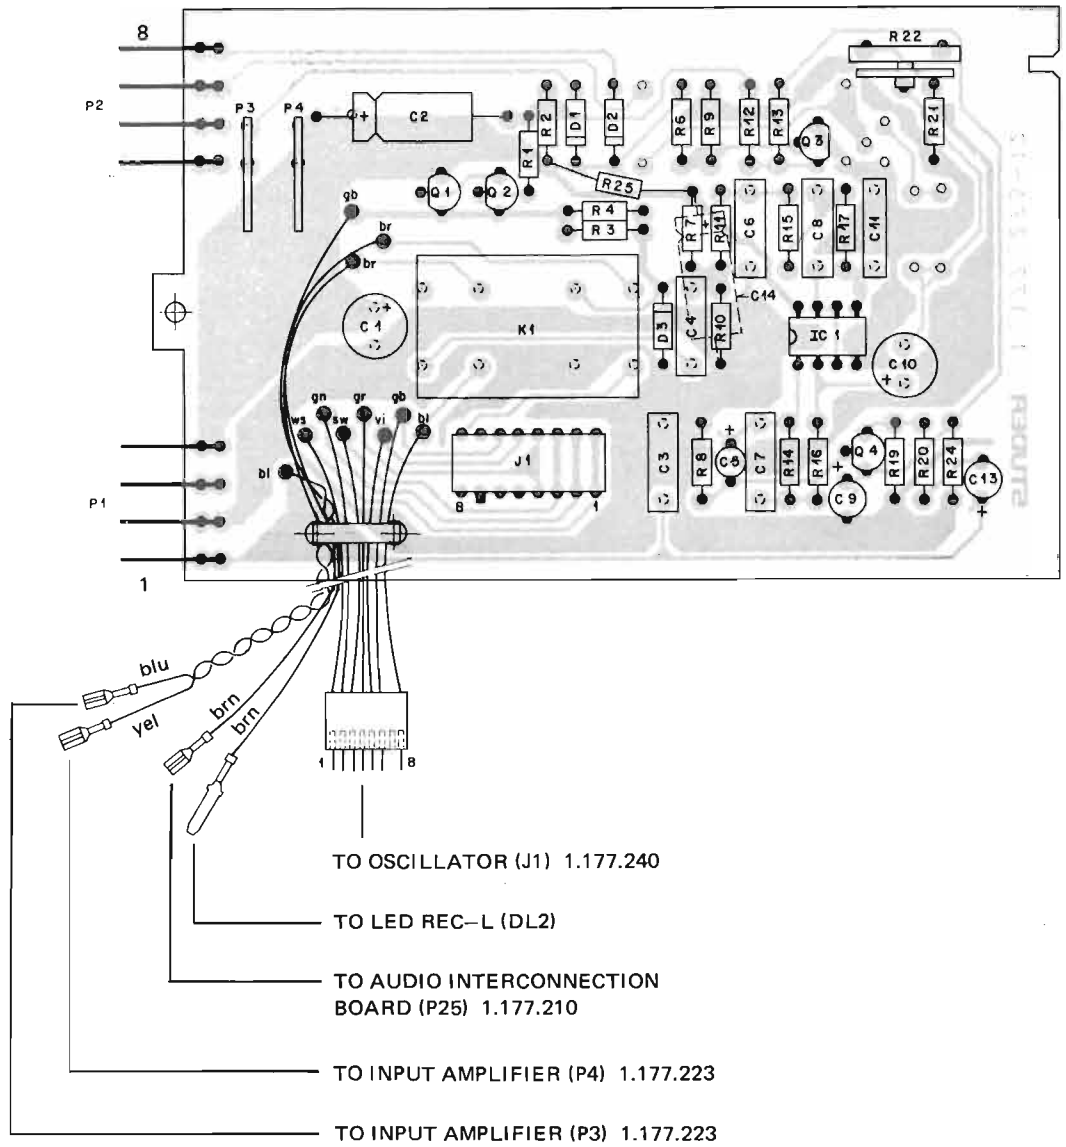 8
P2
P3
P4
+
C2
R1
R2
D1
D2
R6
R9
R12
R13
Q3
R22
R21
Q1
Q2
R25
R4
R3
gb
br
br
R7
+
R11
C6
R15
C8
R17
C11
C14
C1
+
K1
D3
C4
R10
IC1
C10
+
gn
gr
gb
ws
sw
vi
bl
bl
J1
8
1
C3
R8
+
C7
R14
R16
Q4
+
C9
R19
R20
R24
C13
+
STUDER
P1
1
blu
yel
brn
brn
1
8
TO OSCILLATOR (J1) 1.177.240
TO LED REC–L (DL2)
TO AUDIO INTERCONNECTION
BOARD (P25) 1.177.210
TO INPUT AMPLIFIER (P4) 1.177.223
TO INPUT AMPLIFIER (P3) 1.177.223